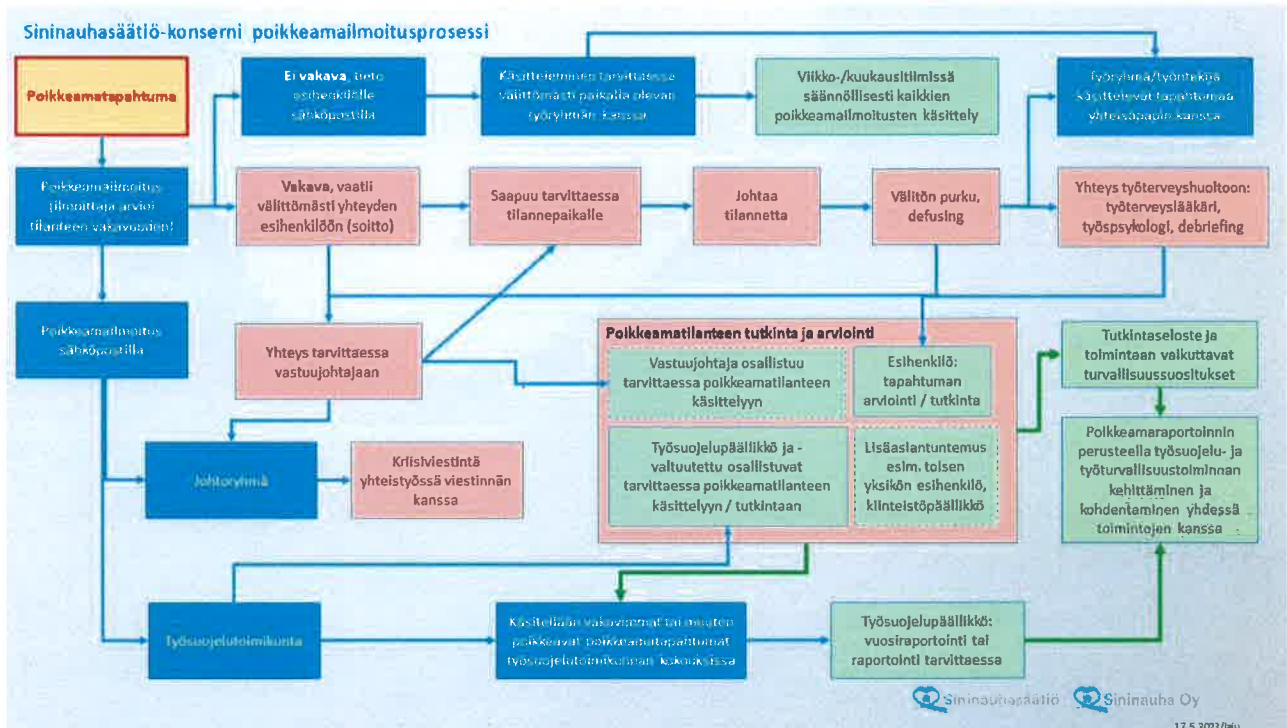 Sininauhasäätiö-konserni poikkeamailmoitusprosessi
Poikkeamatapahtuma
Ei vakava, tieto
esihenkilölle
sähköpostilla
Käsitteleminen tarvittaessa
välittömästi paikalla olevan
työryhmän kanssa
Viikko-/kuukausitiimissä
säännöllisesti kaikkien
poikkeamailmoitusten käsittely
Työryhmä/työntekijä
käsittelevät tapahtumaa
yhteisöpapin kanssa
Poikkeamailmoitus
(ilmoittaja arvioi
tilanteen vakavuuden)
Vakava, vaatii
välittömästi yhteyden
esihenkilöön (soitto)
Saapuu tarvittaessa
tilannepaikalle
Johtaa
tilannetta
Välitön purku,
defusing
Yhteys työterveyshuoltoon:
työterveyslääkäri,
työspsykologi, debriefing
Poikkeamailmoitus
sähköpostilla
Yhteys tarvittaessa
vastuujohtajaan
Poikkeamatilanteen tutkinta ja arviointi
Vastuujohtaja osallistuu
tarvittaessa poikkeamatilanteen
käsittelyyn
Esihenkilö:
tapahtuman
arviointi / tutkinta
Työsuojelupäällikkö ja -
valtuutettu osallistuvat
tarvittaessa poikkeamatilanteen
käsittelyyn / tutkintaan
Lisäasiantuntemus
esim. toisen
yksikön esihenkilö,
kiinteistöpäällikkö
Tutkintaseloste ja
toimintaan vaikuttavat
turvallisuussuositukset
Poikkeamaraportoinnin
perusteella työsuojelu- ja
työturvallisuustoiminnan
kehittäminen ja
kohdentaminen yhdessä
toimintojen kanssa
Johtoryhmä
Kriisiviestintä
yhteistyössä viestinnän
kanssa
Työsuojelutoimikunta
Käsitellään vakavimmat tai muuten
poikkeavat poikkeamatapahtumat
työsuojelutoimikunnan kokouksissa
Työsuojelupäällikkö:
vuosiraportointi tai
raportointi tarvittaessa
Sininauhasäätiö
Sininauha Oy